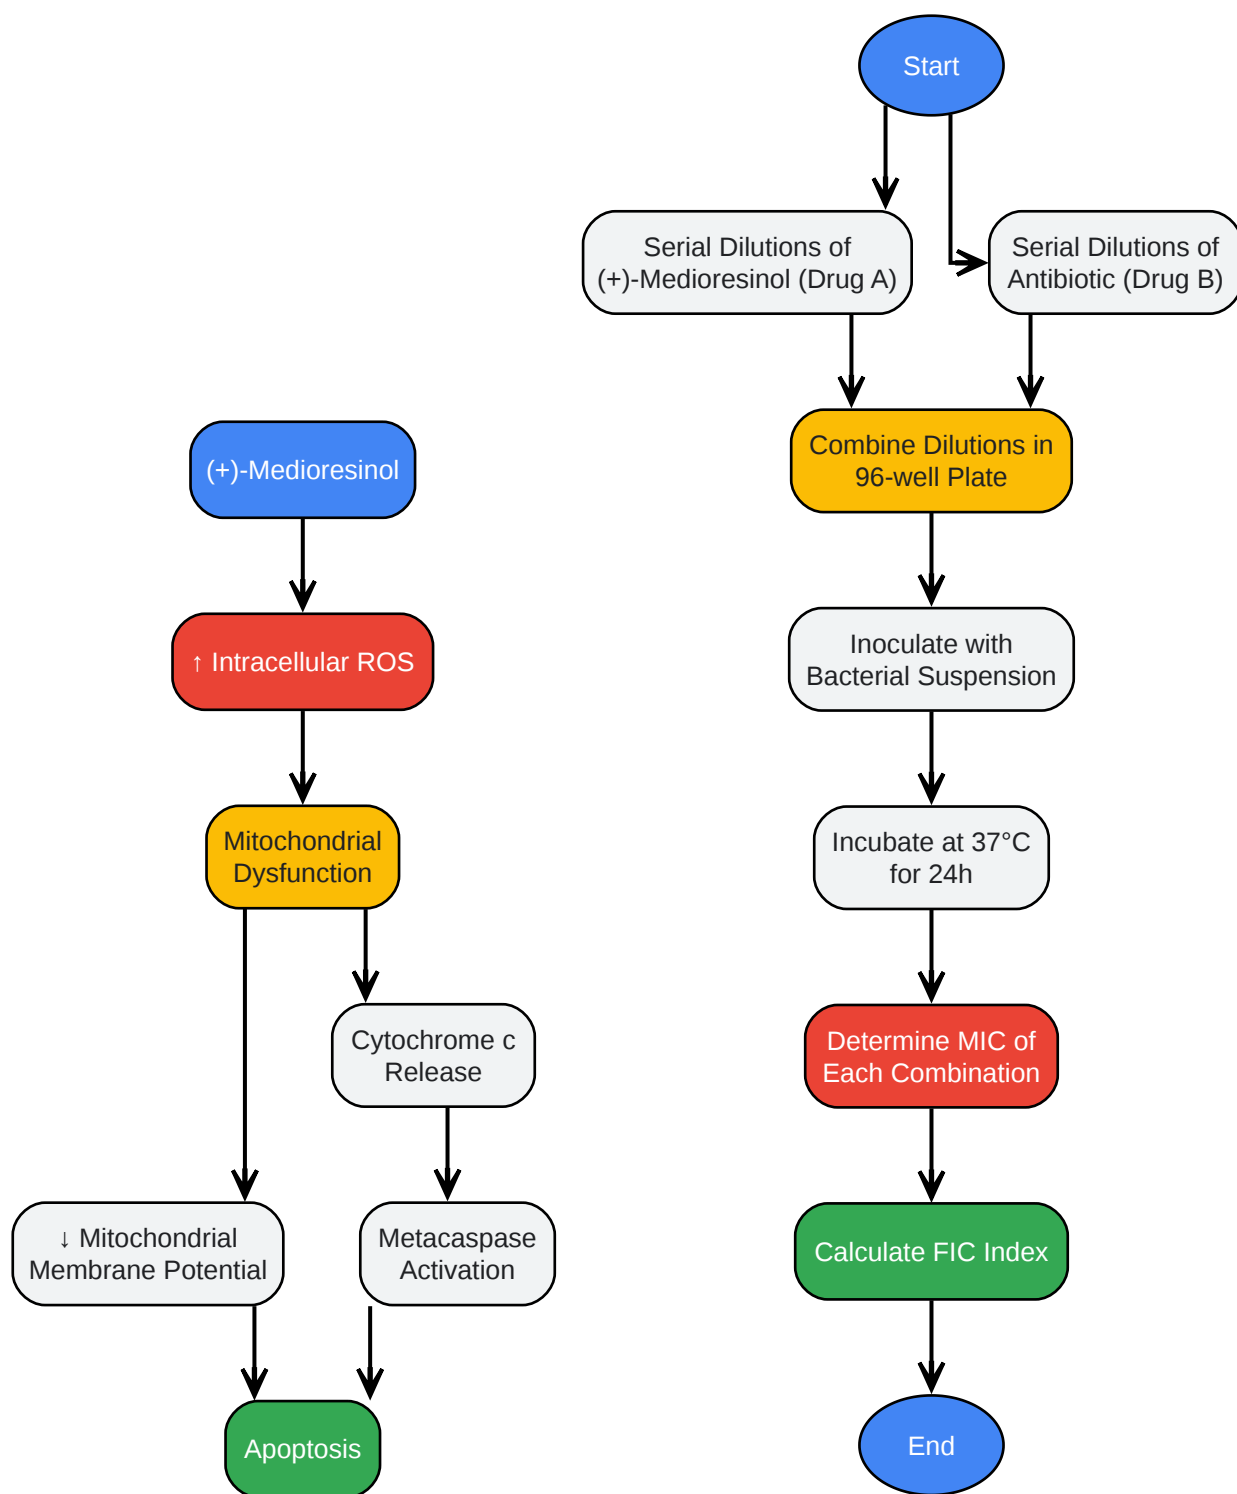 (+)-Medioresinol
↑ Intracellular ROS
Mitochondrial
Dysfunction
Cytochrome c
Release
↓ Mitochondrial
Membrane Potential
Metacaspase
Activation
Apoptosis
Start
Serial Dilutions of
(+)-Medioresinol (Drug A)
Serial Dilutions of
Antibiotic (Drug B)
Combine Dilutions in
96-well Plate
Inoculate with
Bacterial Suspension
Incubate at 37°C
for 24h
Determine MIC of
Each Combination
Calculate FIC Index
End